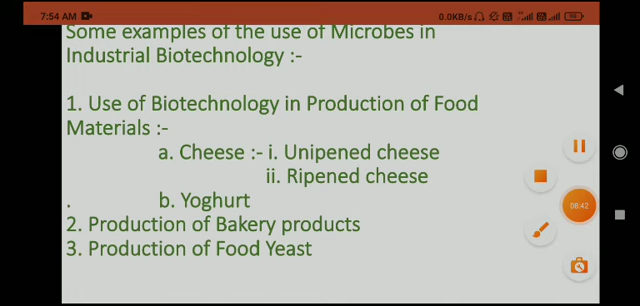 7:54 AM
0.0KB/s
Some examples of the use of Microbes in
Industrial Biotechnology :-
1. Use of Biotechnology in Production of Food
Materials :-
a. Cheese :- i. Unipened cheese
ii. Ripened cheese
. b. Yoghurt
2. Production of Bakery products
3. Production of Food Yeast
08:42